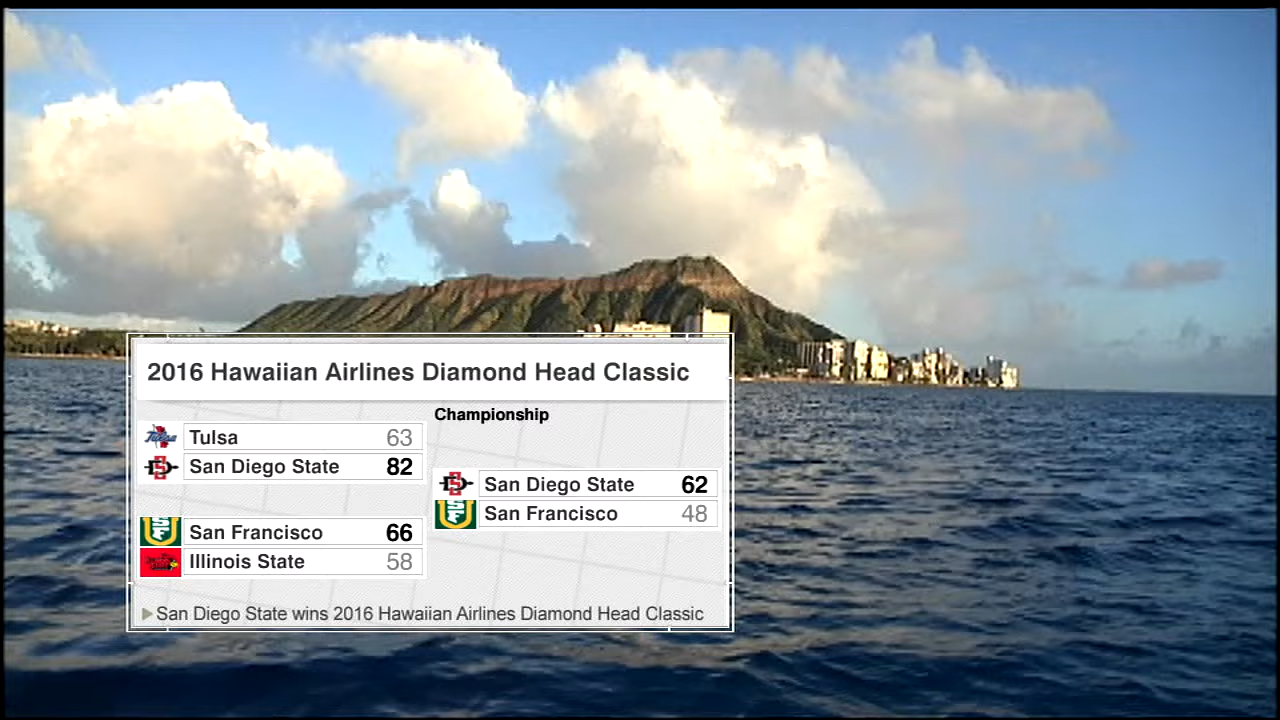 2016 Hawaiian Airlines Diamond Head Classic
Championship
Tulsa 63
San Diego State 82
San Francisco 66
Illinois State 58
San Diego State 62
San Francisco 48
San Diego State wins 2016 Hawaiian Airlines Diamond Head Classic